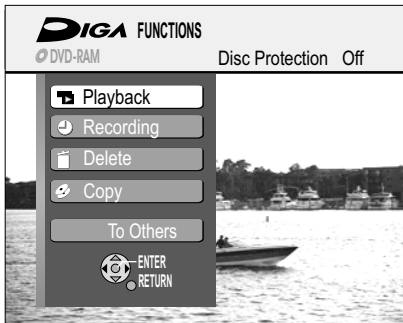 DIGA FUNCTIONS
DVD-RAM
Disc Protection Off
Playback
Recording
Delete
Copy
To Others
ENTER
RETURN